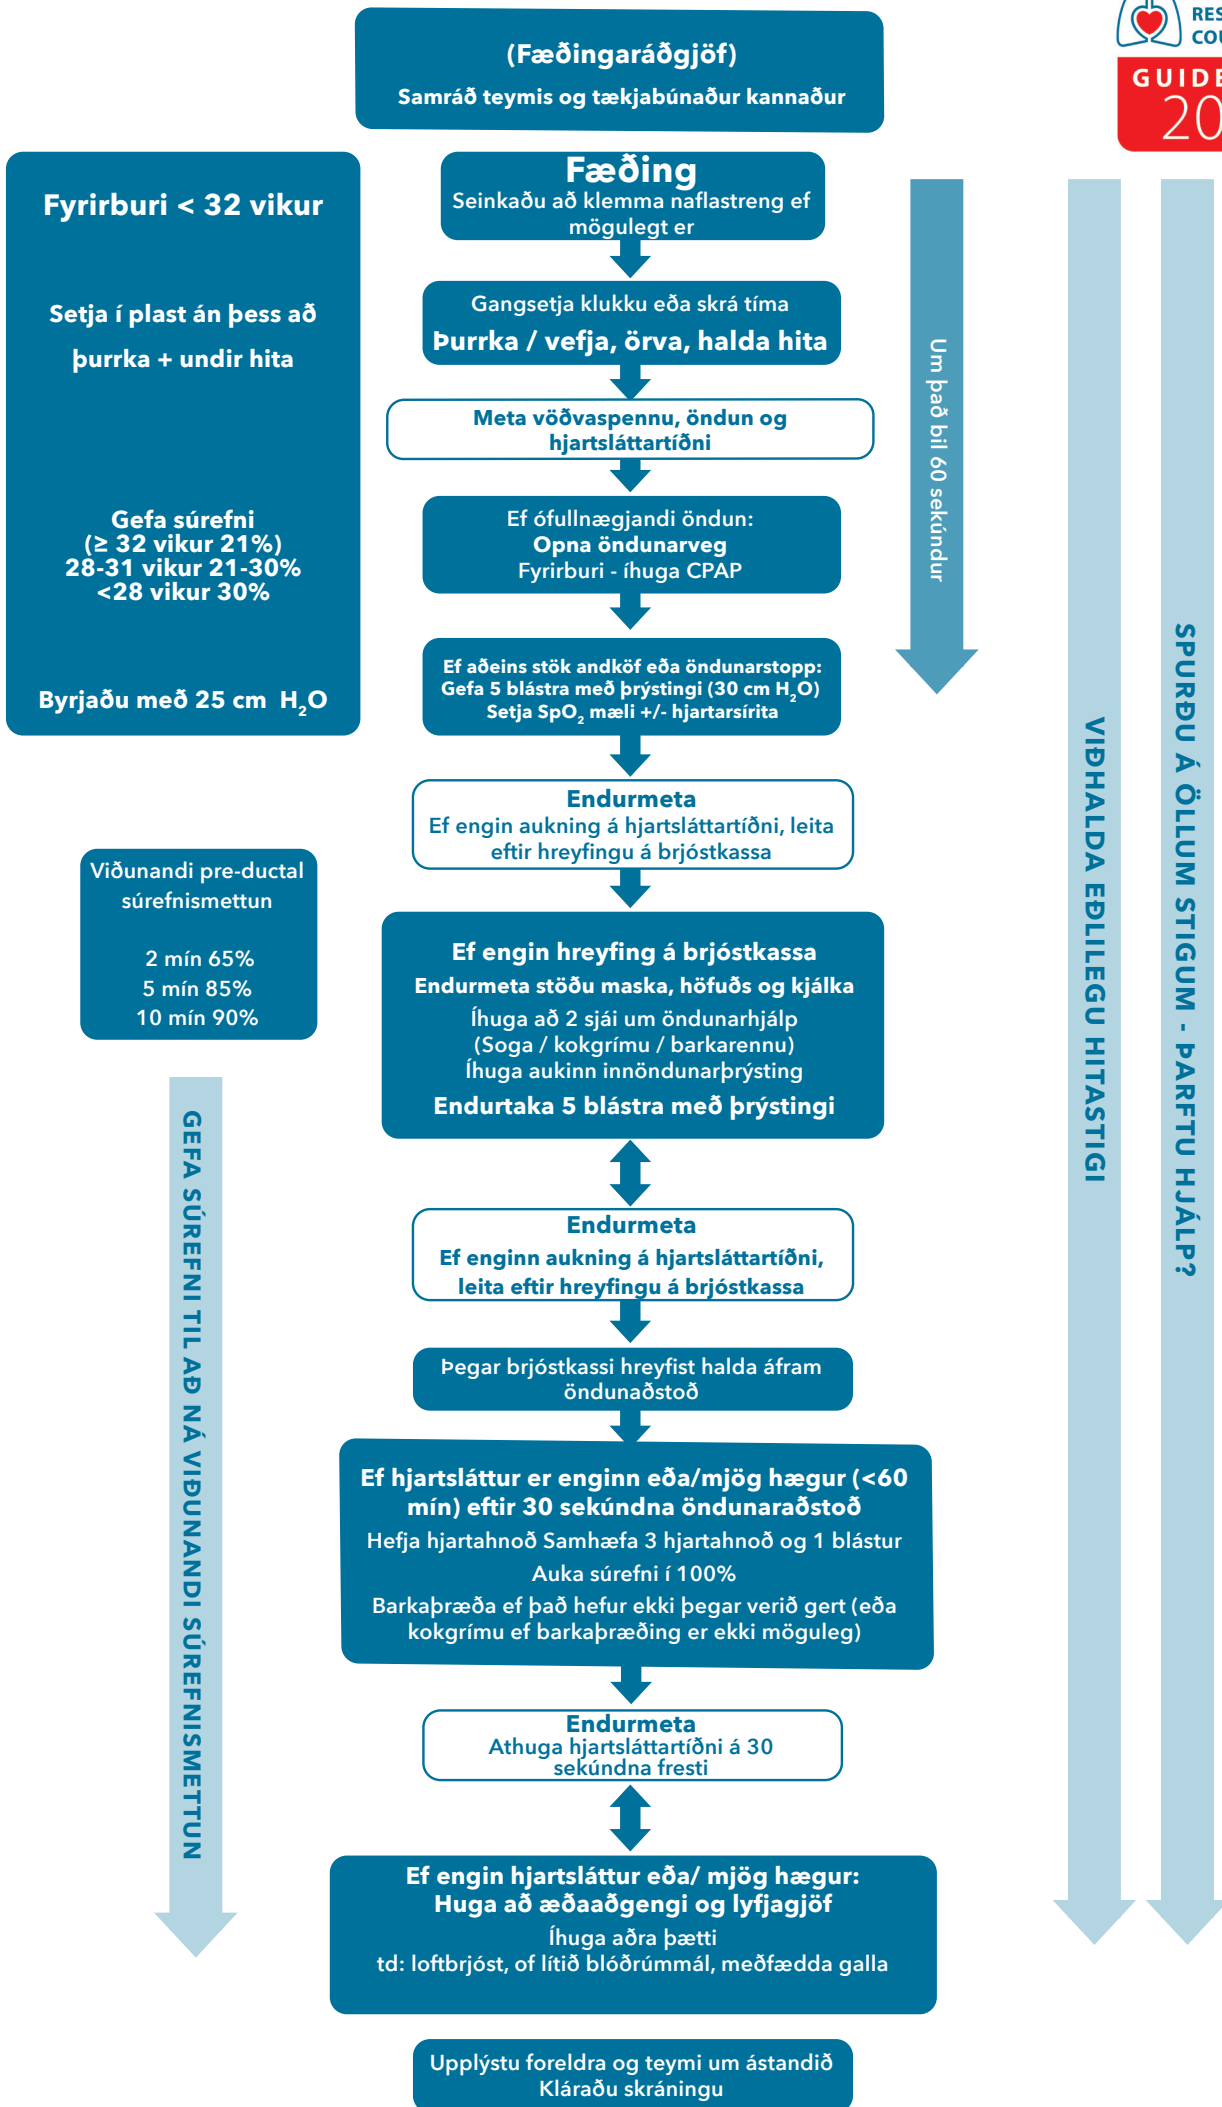 (Fæðingaráðgjöf)
Samráð teymis og tækjabúnaður kannaður
GUIDE
20
Fyrirburi < 32 vikur
Setja í plast án þess að
þurrka + undir hita
Gefa súrefni
(≥ 32 vikur 21%)
28-31 vikur 21-30%
<28 vikur 30%
Byrjaðu með 25 cm H₂O
Fæðing
Seinkaðu að klemma naflastreng ef
mögulegt er
Gangsetja klukku eða skrá tíma
Þurrka / vefja, örva, halda hita
Meta vöðvaspennu, öndun og
hjartsláttartíðni
Ef ófullnægjandi öndun:
Opna öndunarveg
Fyrirburi - íhuga CPAP
Ef aðeins stök andköf eða öndunarstopp:
Gefa 5 blástra með þrýstingi (30 cm H₂O)
Setja SpO₂ mæli +/- hjartarsírita
Um það bil 60 sekúndur
Endurmeta
Ef engin aukning á hjartsláttartíðni, leita
eftir hreyfingu á brjóstkassa
Viðunandi pre-ductal
súrefnismettun
2 mín 65%
5 mín 85%
10 mín 90%
Ef engin hreyfing á brjóstkassa
Endurmeta stöðu maska, höfuðs og kjálka
Íhuga að 2 sjái um öndunarhjálp
(Soga / kokgrímu / barkarennu)
Íhuga aukinn innöndunarþrýsting
Endurtaka 5 blástra með þrýstingi
Endurmeta
Ef enginn aukning á hjartsláttartíðni,
leita eftir hreyfingu á brjóstkassa
Þegar brjóstkassi hreyfist halda áfram
öndunaðstoð
Ef hjartsláttur er enginn eða/mjög hægur (<60
mín) eftir 30 sekúndna öndunaraðstoð
Hefja hjartahnoð Samhæfa 3 hjartahnoð og 1 blástur
Auka súrefni í 100%
Barkaþræða ef það hefur ekki þegar verið gert (eða
kokgrímu ef barkaþræðing er ekki möguleg)
Endurmeta
Athuga hjartsláttartíðni á 30
sekúndna fresti
Ef engin hjartsláttur eða/ mjög hægur:
Huga að æðaaðgengi og lyfjagjöf
Íhuga aðra þætti
td: loftbrjóst, of lítið blóðrúmmál, meðfædda galla
Upplýstu foreldra og teymi um ástandið
Kláraðu skráningu
GEFA SÚREFNI TIL AÐ NÁ VIÐUNANDI SÚREFNISMETTUN
VIÐHALDA EÐLILEGU HITASTIGI
SPURÐU Á ÖLLUM STIGUM - ÞARFTU HJÁLP?